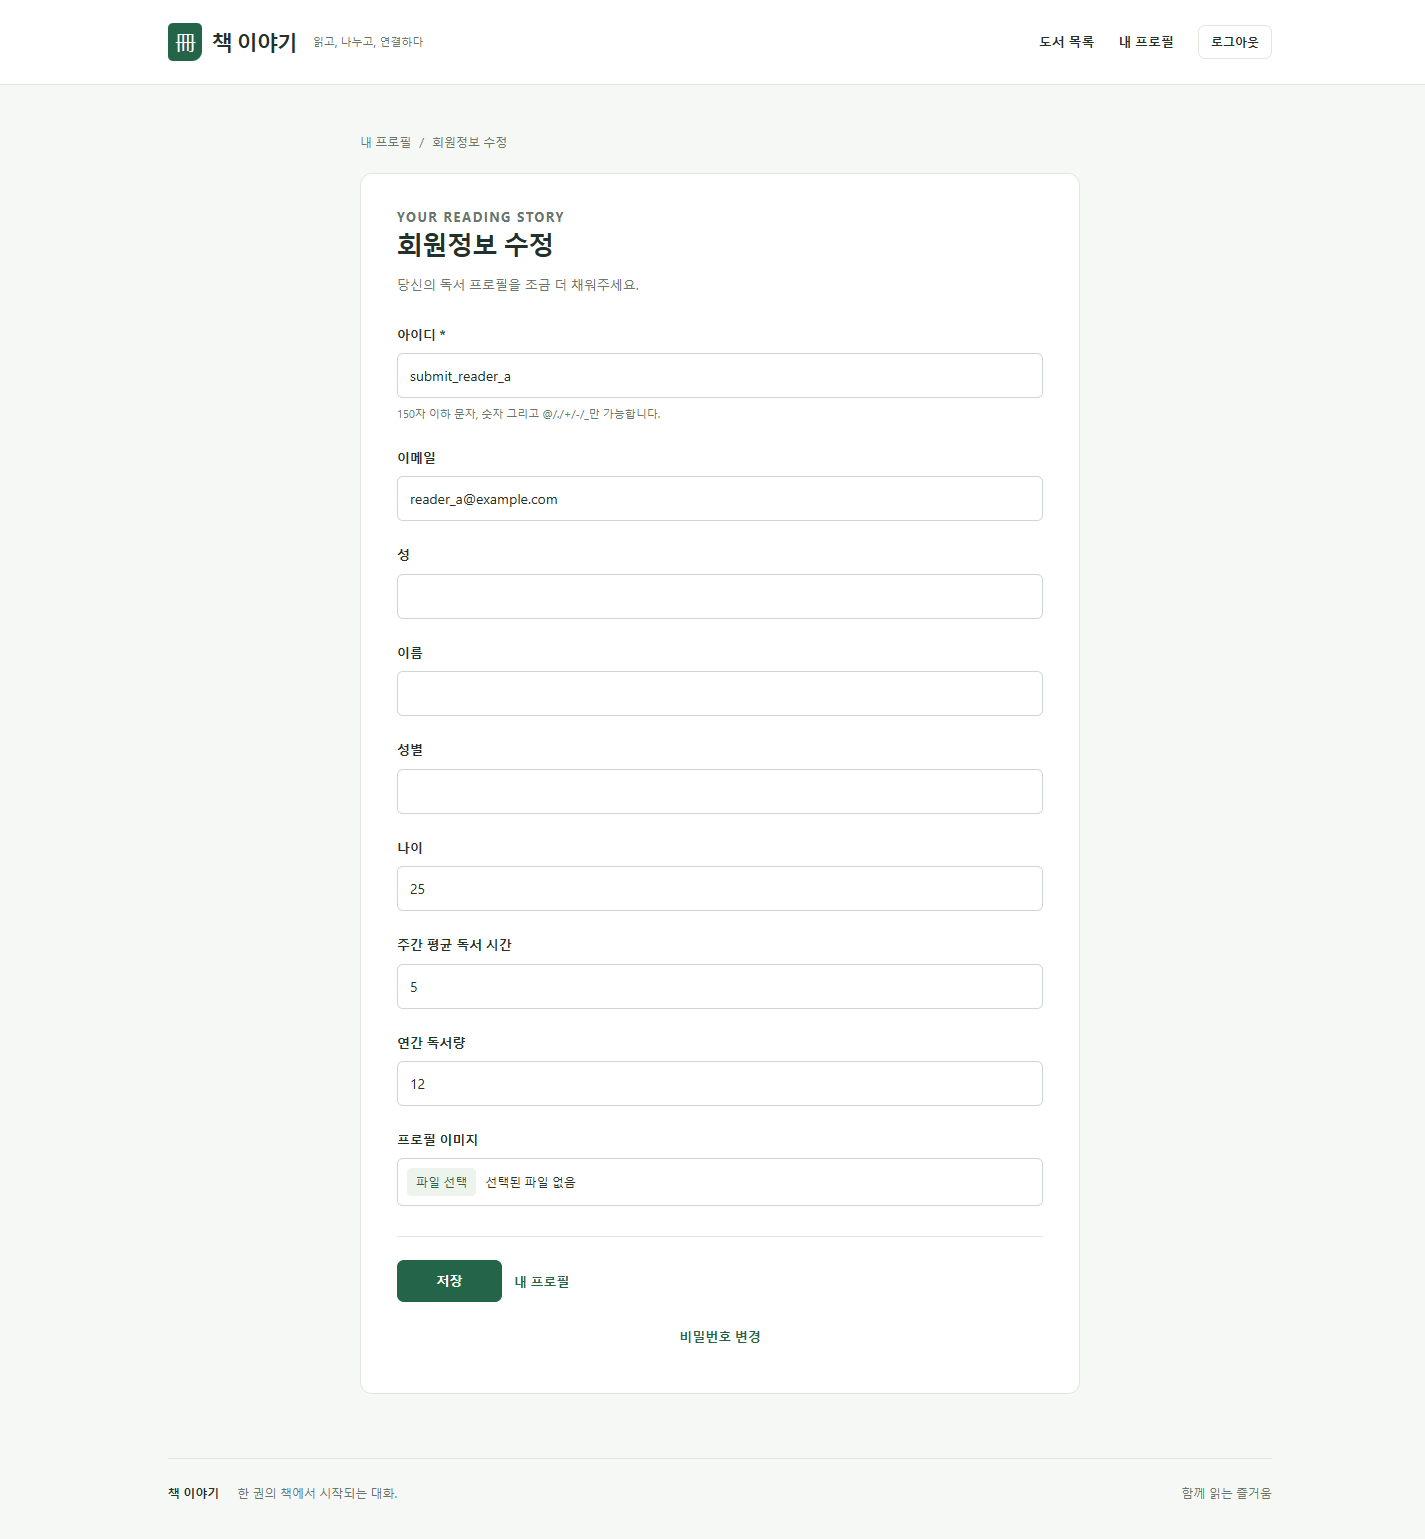 冊 책 이야기 읽고, 나누고, 연결하다 도서 목록 내 프로필 로그아웃
내 프로필 / 회원정보 수정
YOUR READING STORY
회원정보 수정
당신의 독서 프로필을 조금 더 채워주세요.
아이디 *
submit_reader_a
150자 이하 문자, 숫자 그리고 @/./+/-/_만 가능합니다.
이메일
reader_a@example.com
성
이름
성별
나이
25
주간 평균 독서 시간
5
연간 독서량
12
프로필 이미지
파일 선택 선택된 파일 없음
저장 내 프로필
비밀번호 변경
책 이야기 한 권의 책에서 시작되는 대화. 함께 읽는 즐거움